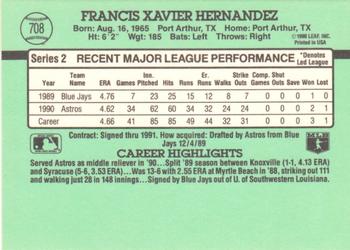 708
FRANCIS XAVIER HERNANDEZ
Born: Aug. 16, 1965 Port Arthur, TX Home: Port Arthur, TX
Ht: 6'2" Wgt: 185 Bats: Left Throws: Right
© 1990 LEAF, INC.
PRINTED IN USA
Series 2 RECENT MAJOR LEAGUE PERFORMANCE *Denotes Led League
ERA Games Innings Pitched Hits Runs Er. Runs Walks Strike Outs Comp. Games Shut Outs Saves Won Lost
1989 Blue Jays 4.76 7 23 25 15 12 8 7 0 0 0 1 0
1990 Astros 4.62 34 62 60 34 32 24 24 0 0 0 2 1
Career 4.66 41 85 85 49 44 32 31 0 0 0 3 1
Contract: Signed thru 1991. How acquired: Drafted by Astros from Blue Jays 12/4/89
CAREER HIGHLIGHTS
Served Astros as middle reliever in '90... Split '89 season between Knoxville (1-1, 4.13 ERA) and Syracuse (5-6, 3.53 ERA)... Was 13-6 with 2.55 ERA at Myrtle Beach in '88, striking out 111 and walking just 28 in 148 innings... Signed by Blue Jays out of U. of Southwestern Louisiana.